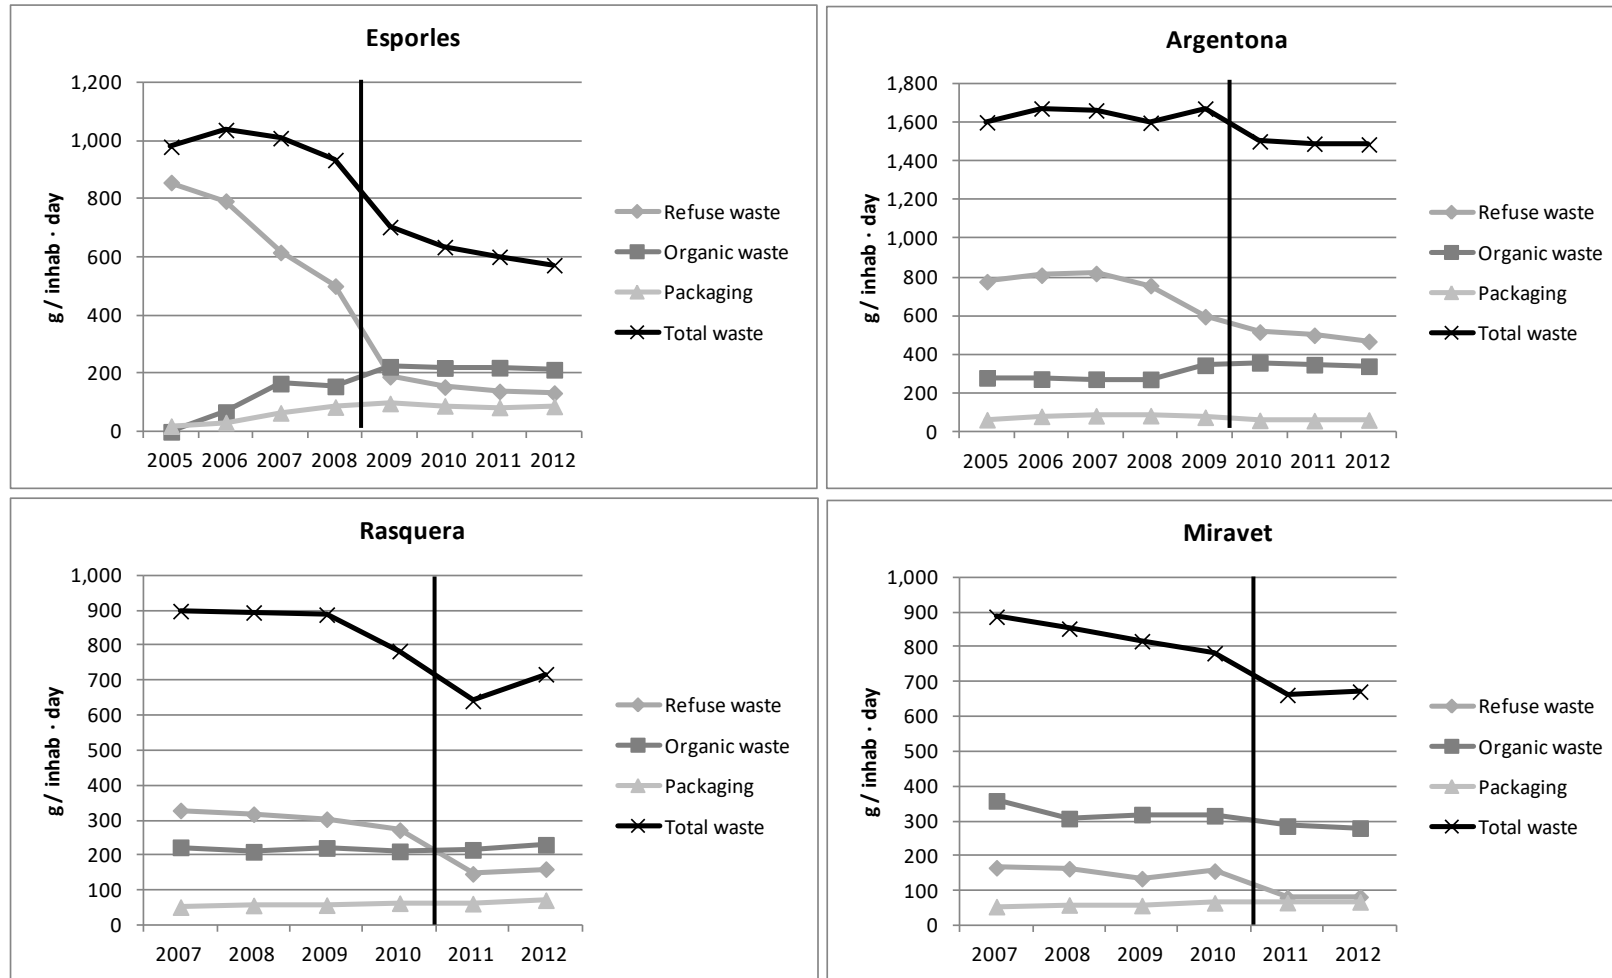 Esporles
g/ inhab · day
1,200
1,000
800
600
400
200
0
2005 2006 2007 2008 2009 2010 2011 2012
Refuse waste
Organic waste
Packaging
Total waste
Argentona
g/ inhab · day
1,800
1,600
1,400
1,200
1,000
800
600
400
200
0
2005 2006 2007 2008 2009 2010 2011 2012
Refuse waste
Organic waste
Packaging
Total waste
Rasquera
g/ inhab · day
1,000
900
800
700
600
500
400
300
200
100
0
2007 2008 2009 2010 2011 2012
Refuse waste
Organic waste
Packaging
Total waste
Miravet
g/ inhab · day
1,000
900
800
700
600
500
400
300
200
100
0
2007 2008 2009 2010 2011 2012
Refuse waste
Organic waste
Packaging
Total waste